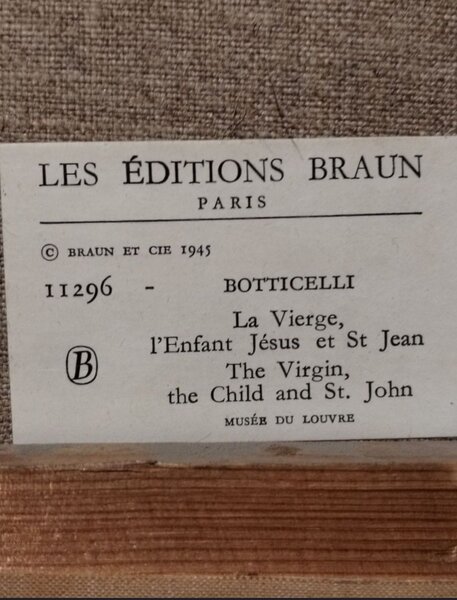 LES ÉDITIONS BRAUN
PARIS
© BRAUN ET CIE 1945
11296 - BOTTICELLI
La Vierge,
l'Enfant Jésus et St Jean
B
The Virgin,
the Child and St. John
MUSÉE DU LOUVRE